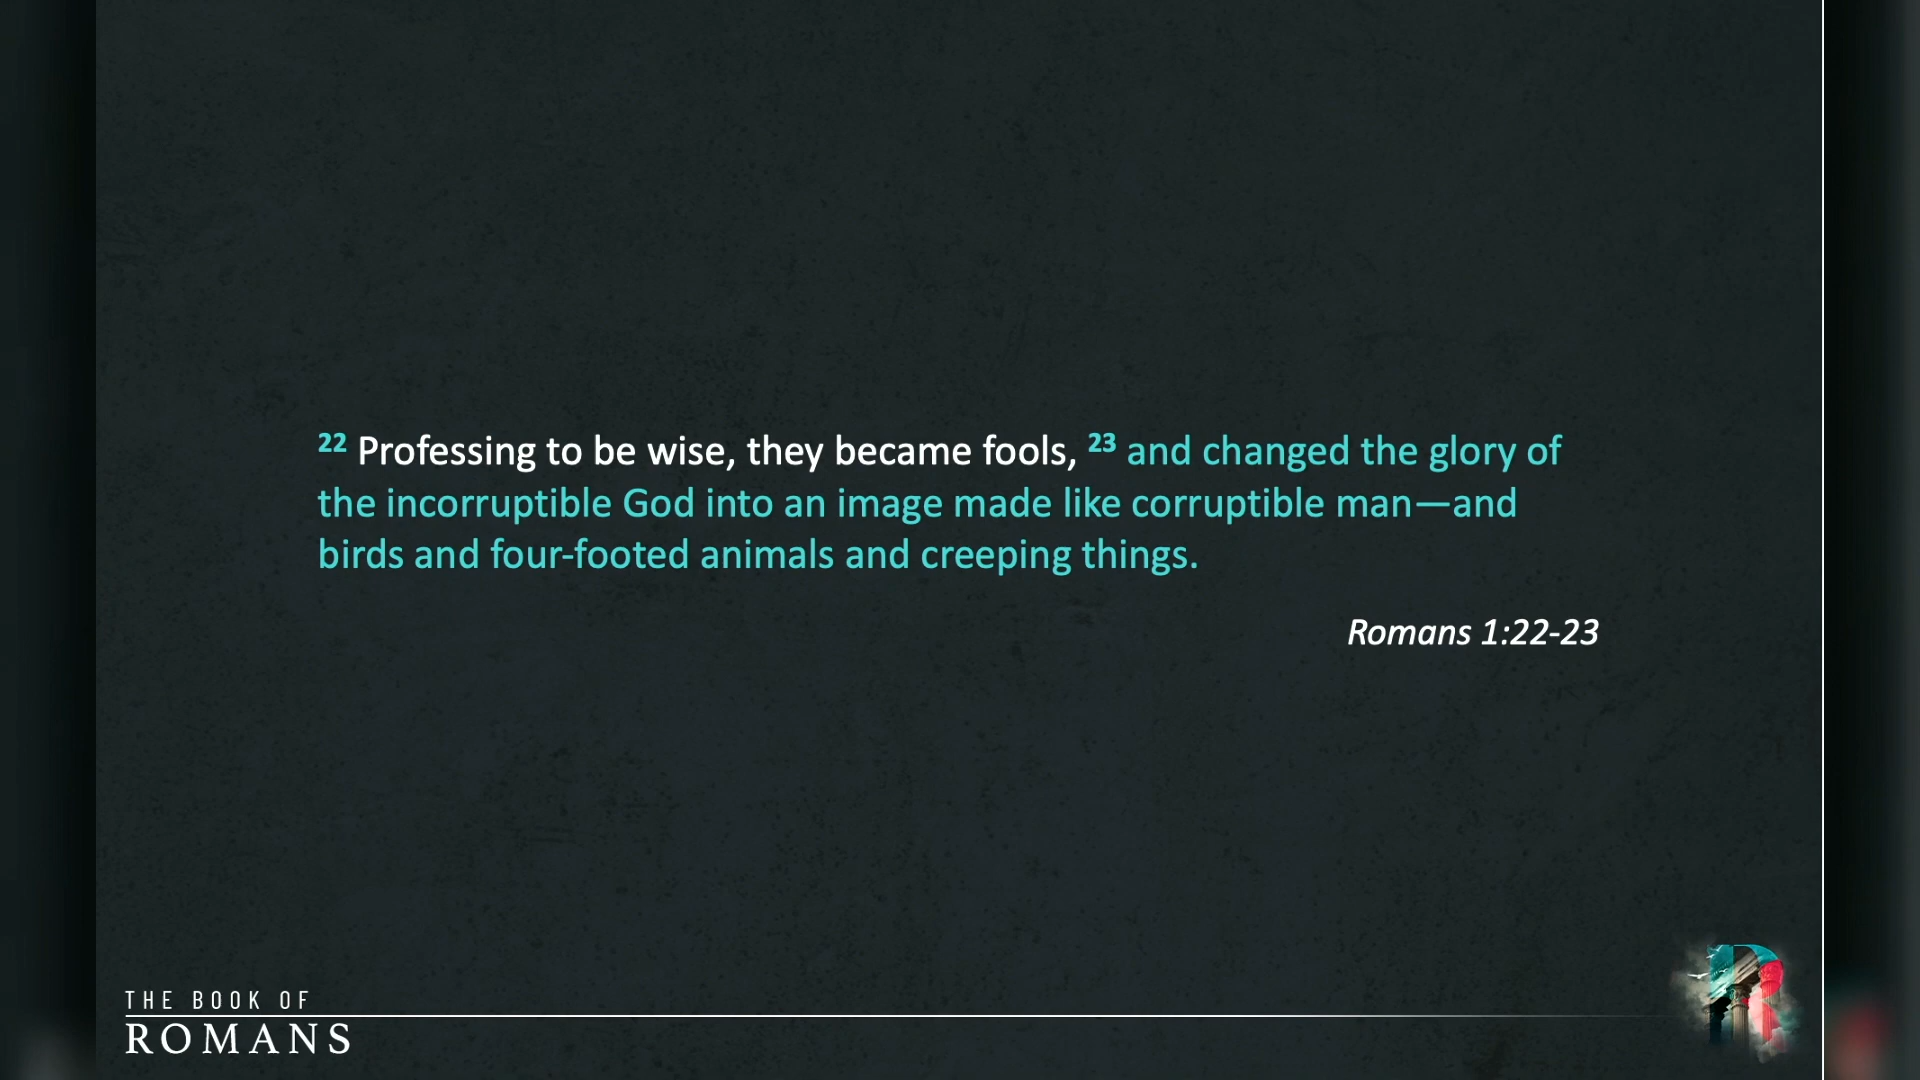 22 Professing to be wise, they became fools, 23 and changed the glory of
the incorruptible God into an image made like corruptible man—and
birds and four-footed animals and creeping things.
Romans 1:22-23
THE BOOK OF
ROMANS